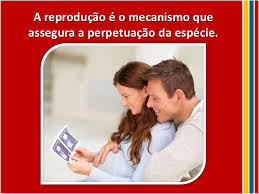 A reprodução é o mecanismo que
assegura a perpetuação da espécie.